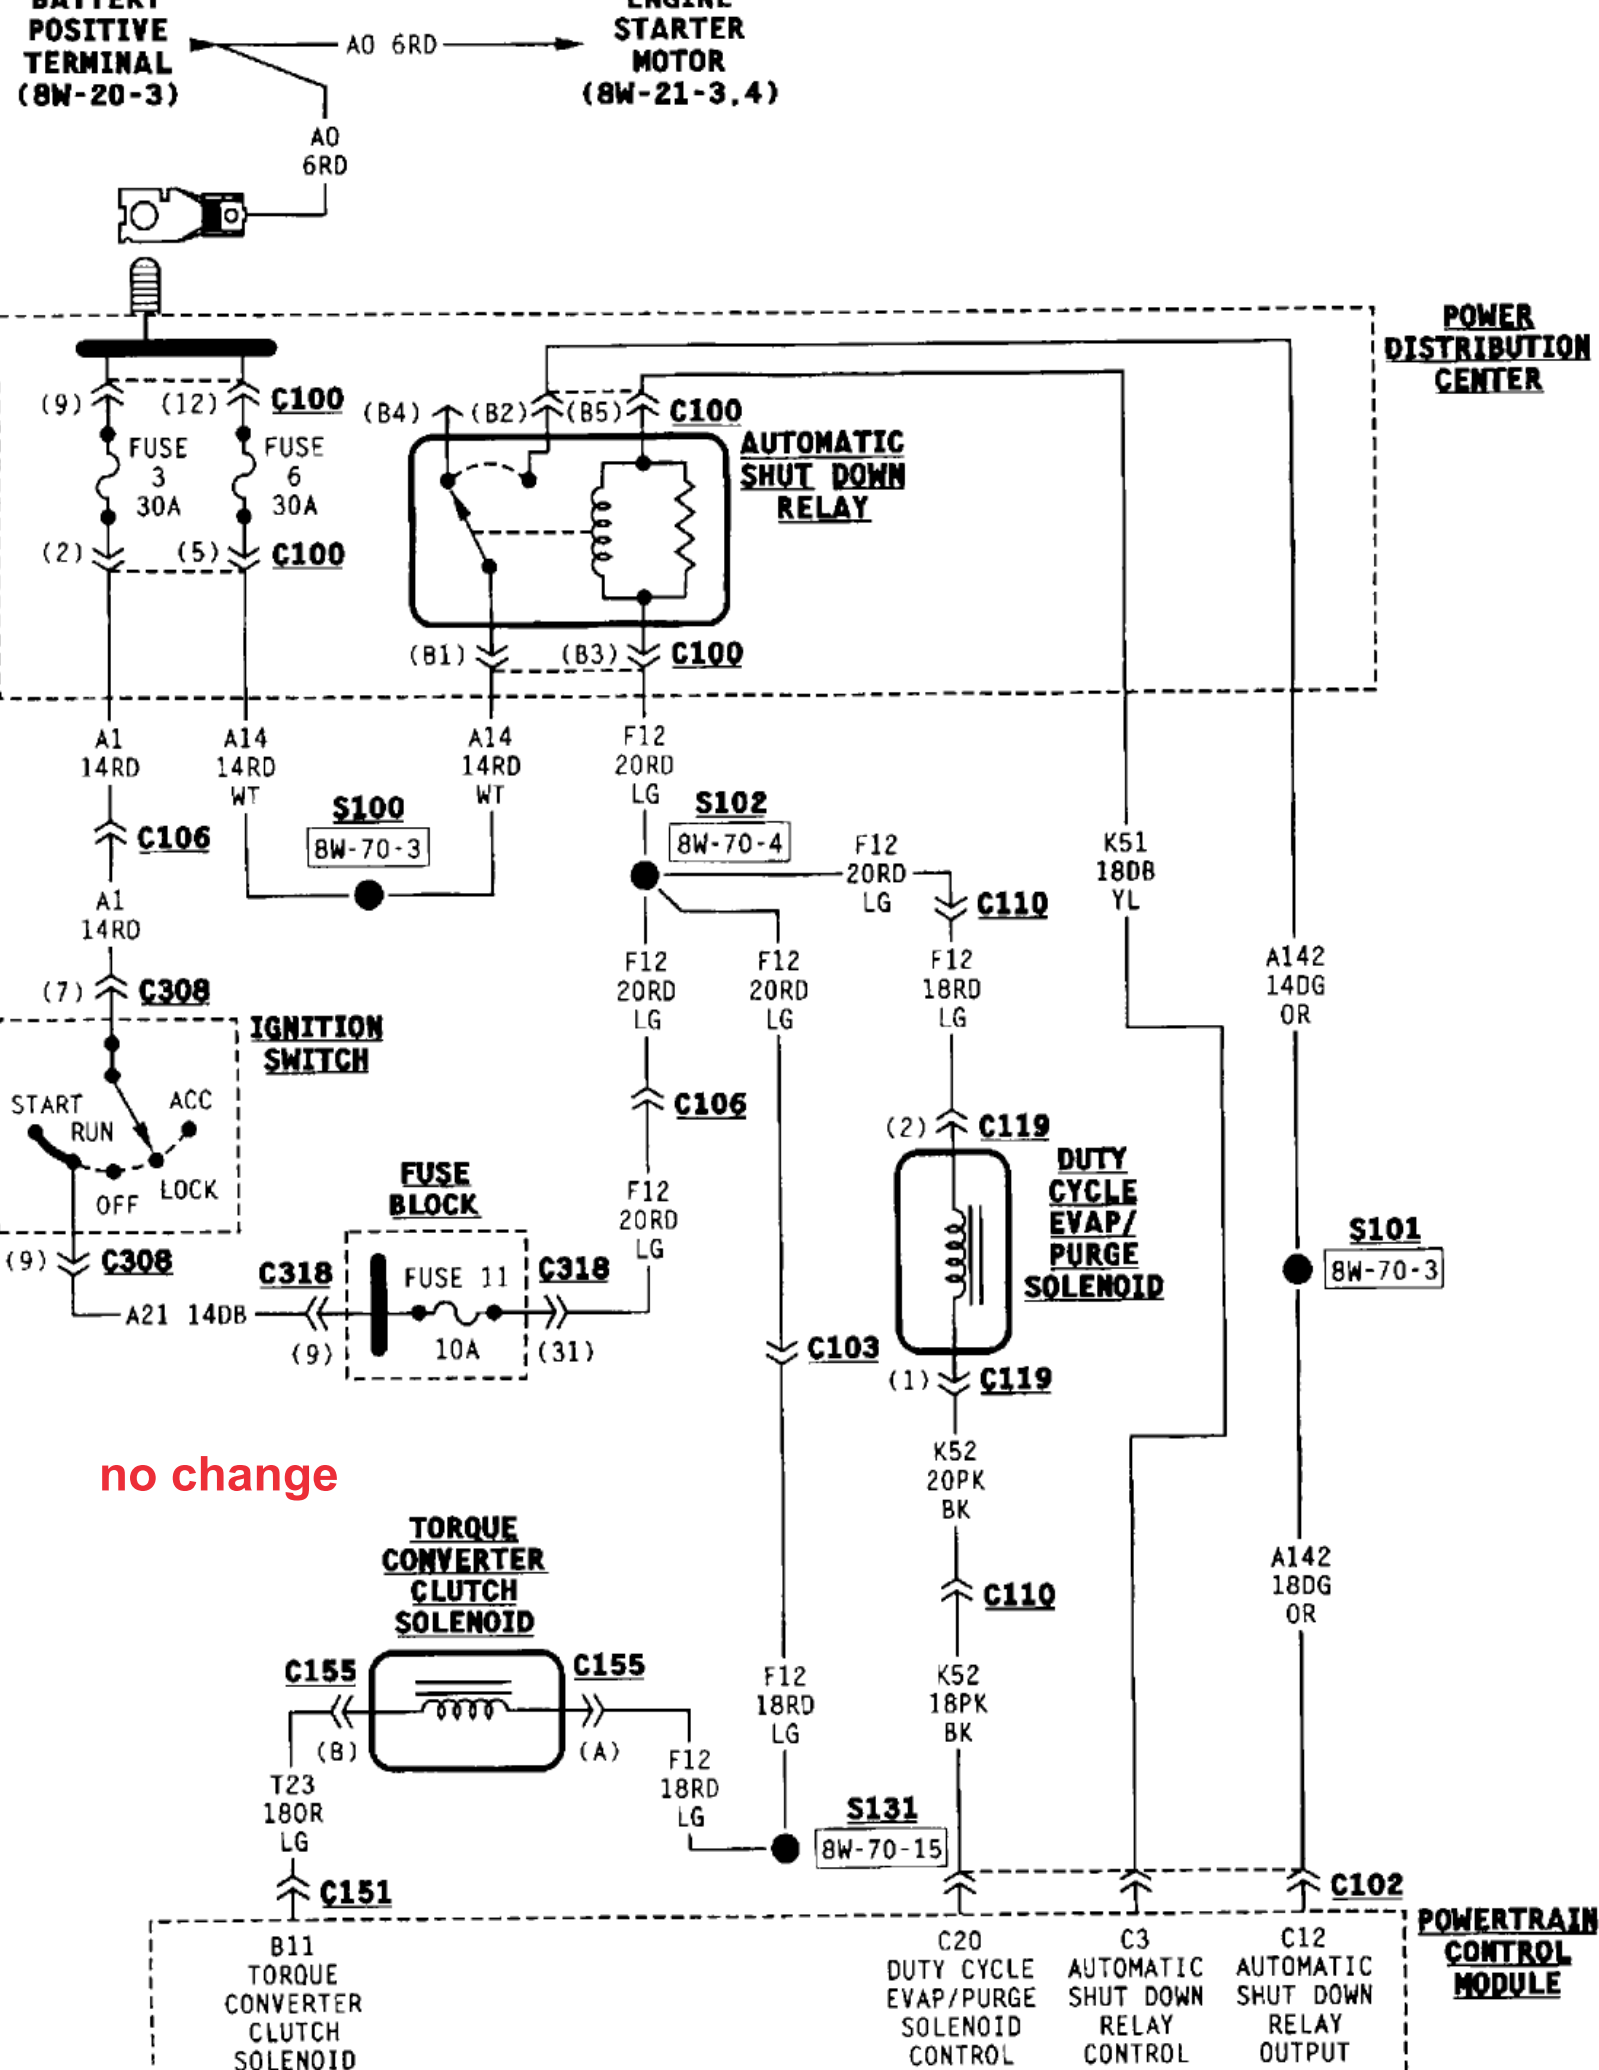 BATTERY
POSITIVE
TERMINAL
(8W-20-3)
A0 6RD
ENGINE
STARTER
MOTOR
(8W-21-3,4)
A0
6RD
POWER
DISTRIBUTION
CENTER
(9)
(12)
C100
(B4)
(B2)
(B5)
C100
FUSE
3
30A
FUSE
6
30A
AUTOMATIC
SHUT DOWN
RELAY
(2)
(5)
C100
(B1)
(B3)
C100
A1
14RD
A14
14RD
WT
A14
14RD
WT
F12
20RD
LG
S100
8W-70-3
S102
8W-70-4
C106
F12
20RD
LG
C110
K51
18DB
YL
A1
14RD
F12
20RD
LG
F12
20RD
LG
F12
18RD
LG
A142
14DG
OR
(7)
C308
IGNITION
SWITCH
START
RUN
ACC
OFF
LOCK
C106
(2)
C119
DUTY
CYCLE
EVAP/
PURGE
SOLENOID
FUSE
BLOCK
F12
20RD
LG
S101
8W-70-3
(9)
C308
C318
FUSE 11
C318
A21 14DB
(9)
10A
(31)
C103
(1)
C119
no change
K52
20PK
BK
TORQUE
CONVERTER
CLUTCH
SOLENOID
C110
A142
18DG
OR
C155
C155
(B)
(A)
F12
18RD
LG
K52
18PK
BK
T23
18OR
LG
F12
18RD
LG
S131
8W-70-15
C151
C102
POWERTRAIN
CONTROL
MODULE
B11
TORQUE
CONVERTER
CLUTCH
SOLENOID
C20
DUTY CYCLE
EVAP/PURGE
SOLENOID
CONTROL
C3
AUTOMATIC
SHUT DOWN
RELAY
CONTROL
C12
AUTOMATIC
SHUT DOWN
RELAY
OUTPUT